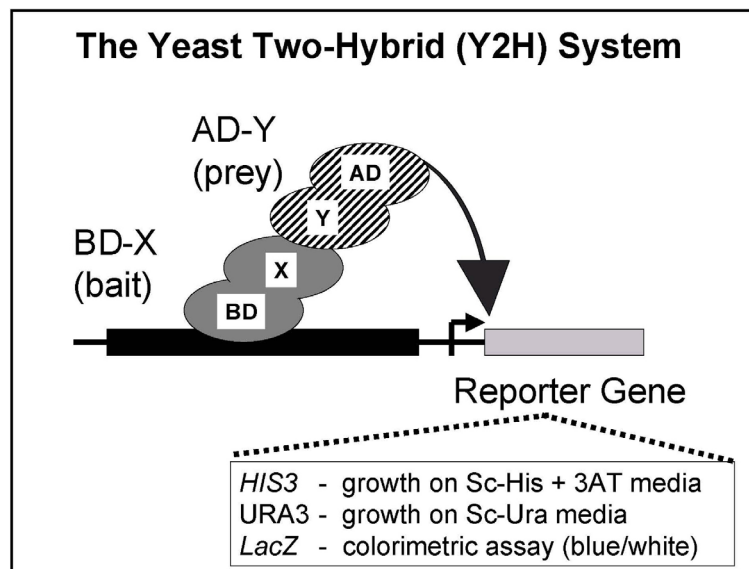 The Yeast Two-Hybrid (Y2H) System
AD-Y
(prey)
AD
Y
BD-X
(bait)
X
BD
Reporter Gene
HIS3 - growth on Sc-His + 3AT media
URA3 - growth on Sc-Ura media
LacZ - colorimetric assay (blue/white)